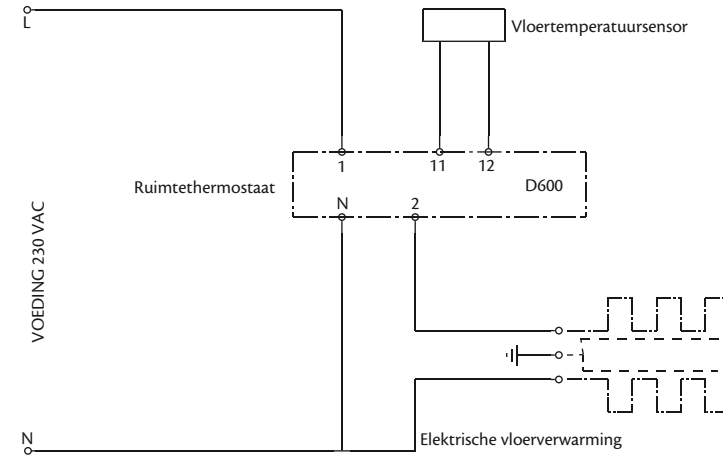 L
Vloertemperatuursensor
1
11
12
Ruimtethermostaat
D600
N
2
VOEDING 230 VAC
N
Elektrische vloerverwarming